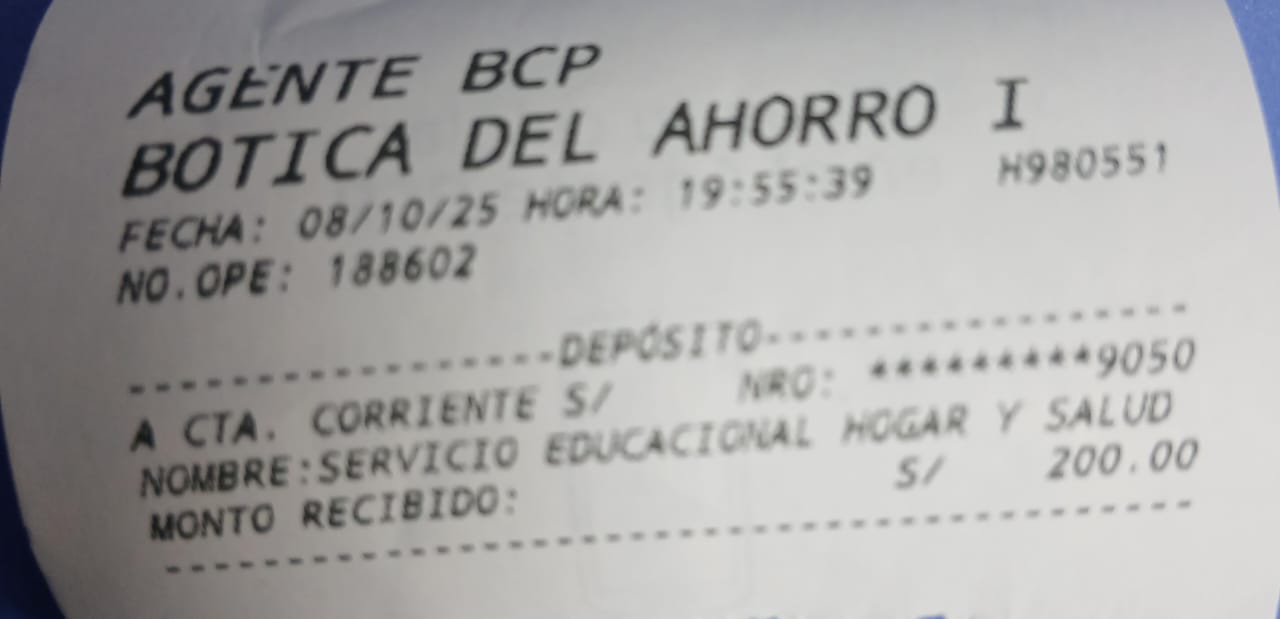 AGENTE BCP
BOTICA DEL AHORRO I
FECHA: 08/10/25 HORA: 19:55:39 H980551
NO.OPE: 188602
-----------------DEPÓSITO-----------------
A CTA. CORRIENTE S/ NRO: *********9050
NOMBRE:SERVICIO EDUCACIONAL HOGAR Y SALUD
MONTO RECIBIDO: S/ 200.00
------------------------------------------